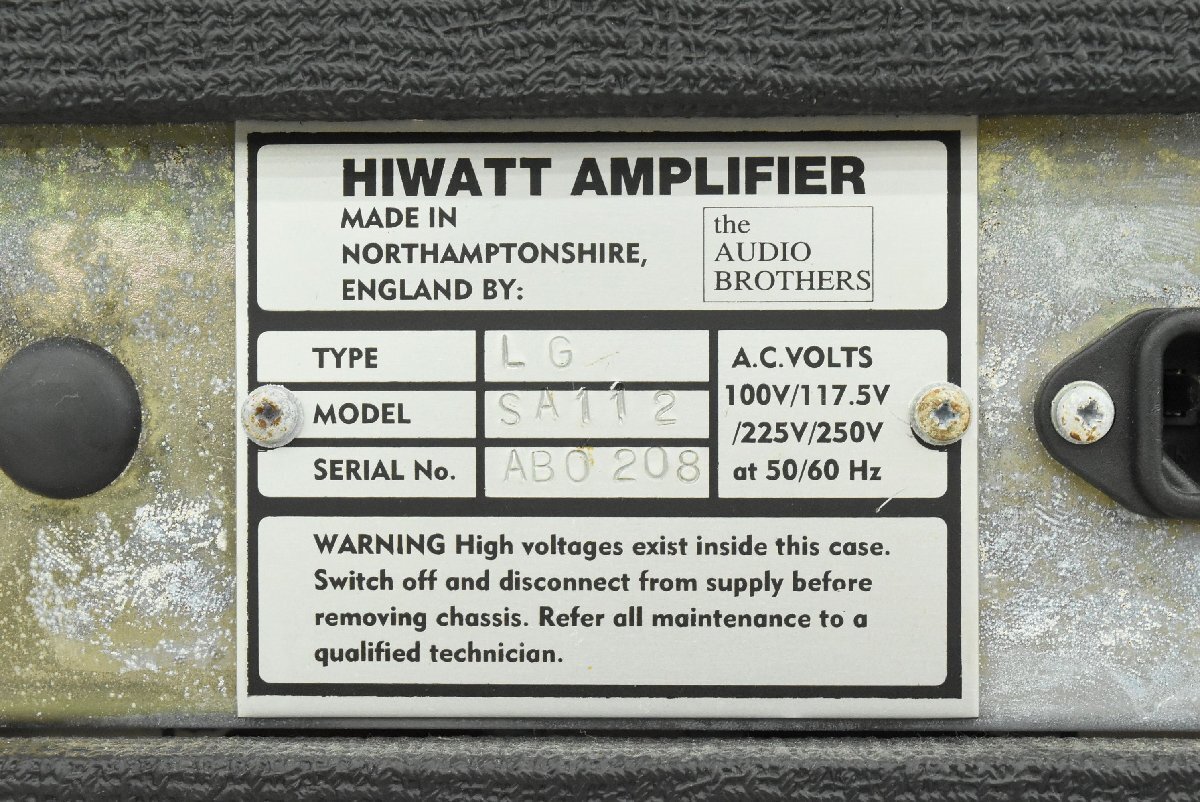 HIWATT AMPLIFIER
MADE IN
NORTHAMPTONSHIRE,
ENGLAND BY:
the
AUDIO
BROTHERS
TYPE LG
MODEL SA112
SERIAL No. ABO208
A.C.VOLTS
100V/117.5V
/225V/250V
at 50/60 Hz
WARNING High voltages exist inside this case.
Switch off and disconnect from supply before
removing chassis. Refer all maintenance to a
qualified technician.